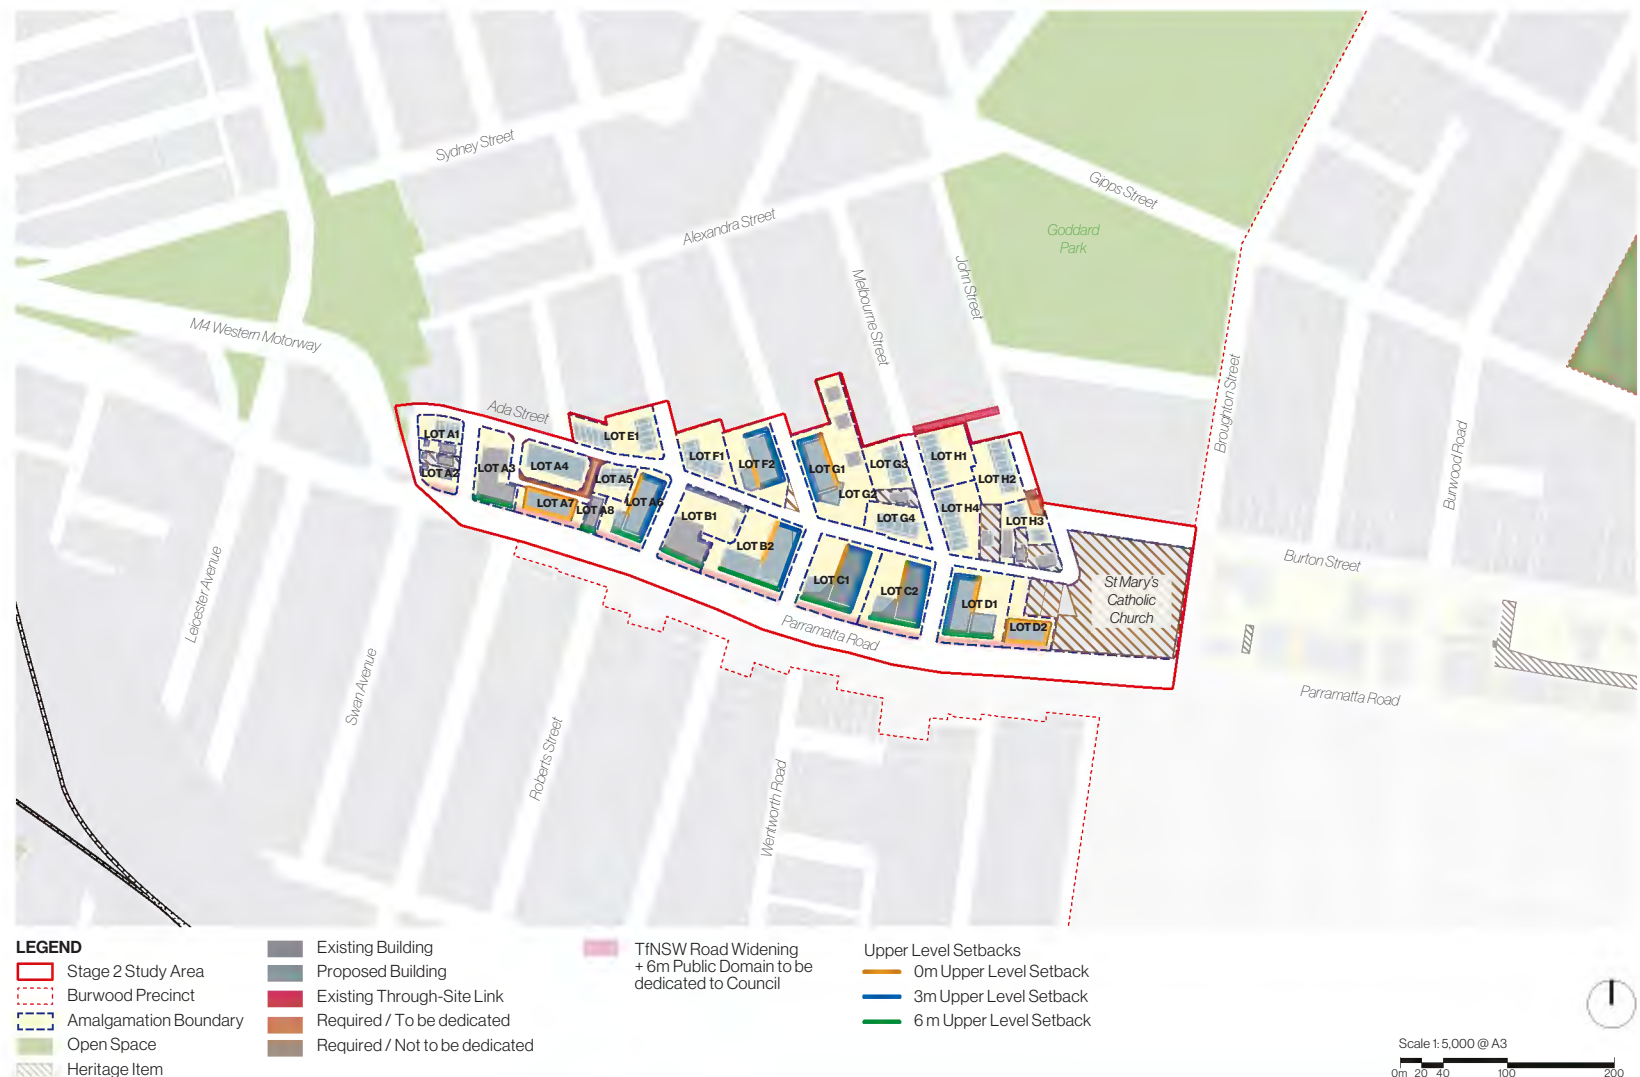 Sydney Street
Gipps Street
Alexandra Street
Goddard
Park
John Street
Melbourne Street
M4 Western Motorway
Broughton Street
Ada Street
Burwood Road
LOT A1
LOT A2
LOT A3
LOT A4
LOT A5
LOT A6
LOT A7
LOT A8
LOT E1
LOT F1
LOT F2
LOT G1
LOT G2
LOT G3
LOT G4
LOT H1
LOT H2
LOT H3
LOT H4
LOT B1
LOT B2
LOT C1
LOT C2
LOT D1
LOT D2
St Mary's
Catholic
Church
Burton Street
Parramatta Road
Parramatta Road
Leicester Avenue
Swan Avenue
Roberts Street
Wentworth Road
LEGEND
Stage 2 Study Area
Burwood Precinct
Amalgamation Boundary
Open Space
Heritage Item
Existing Building
Proposed Building
Existing Through-Site Link
Required / To be dedicated
Required / Not to be dedicated
TfNSW Road Widening
+ 6m Public Domain to be
dedicated to Council
Upper Level Setbacks
0m Upper Level Setback
3m Upper Level Setback
6 m Upper Level Setback
Scale 1: 5,000 @ A3
0m 20 40 100 200